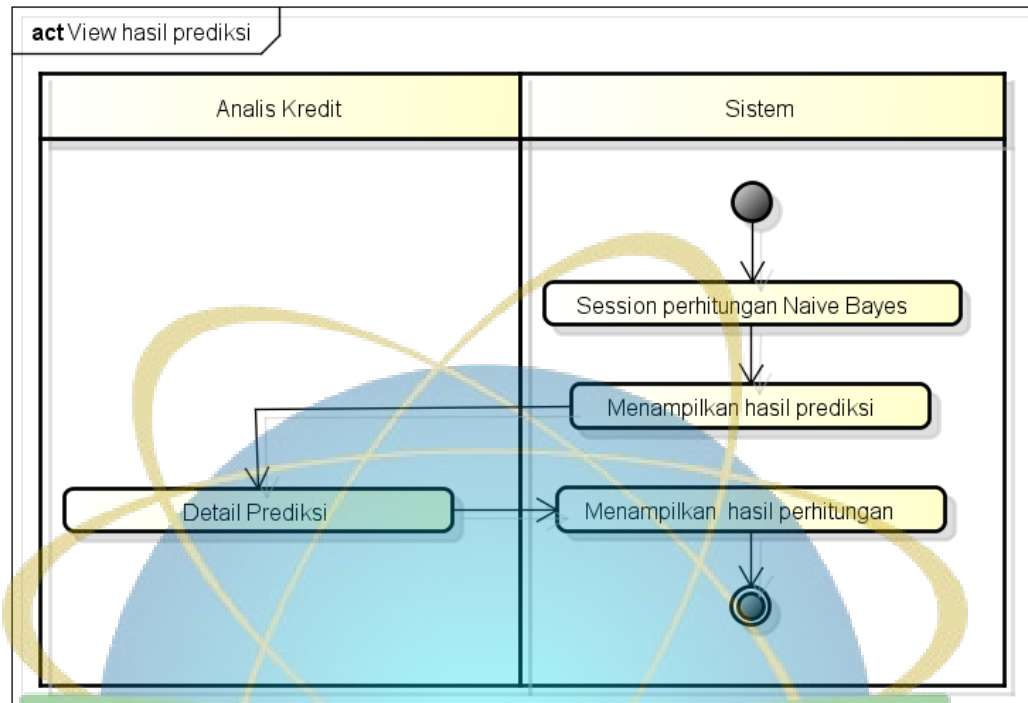 act View hasil prediksi
Analis Kredit
Sistem
Session perhitungan Naive Bayes
Menampilkan hasil prediksi
Detail Prediksi
Menampilkan hasil perhitungan